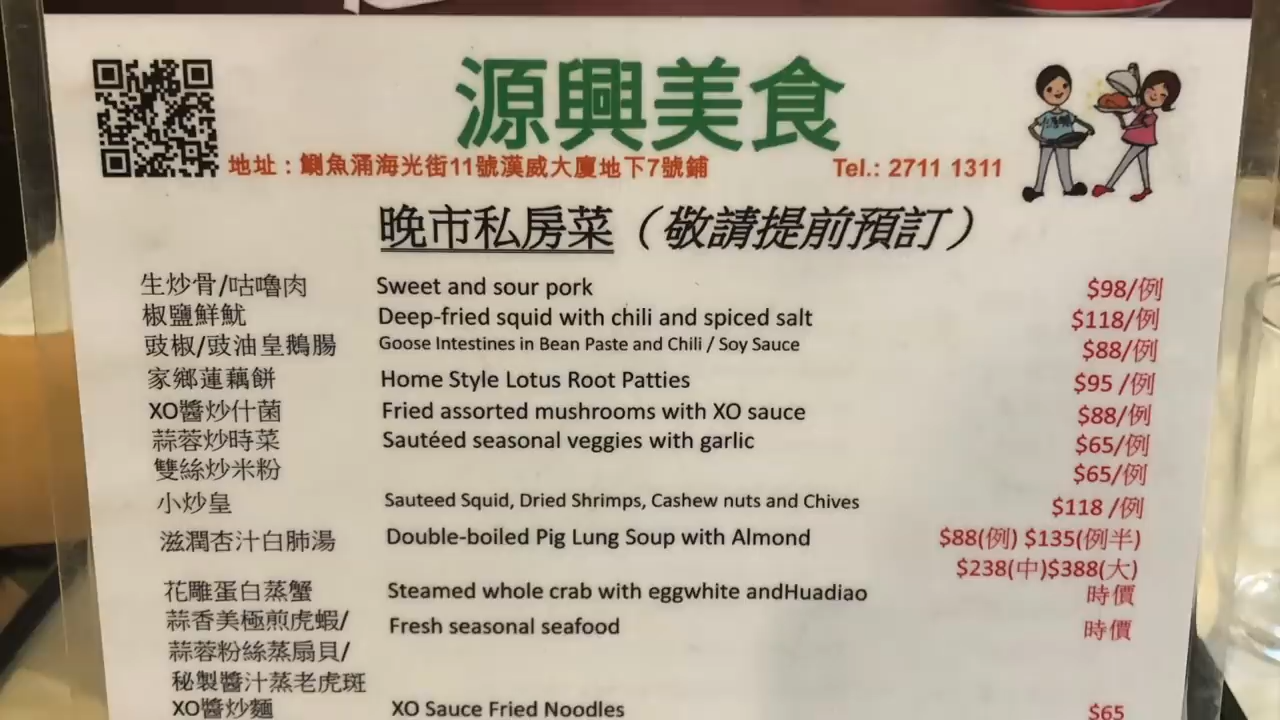 源興美食
地址：鰂魚涌海光街11號漢威大廈地下7號鋪 Tel.: 2711 1311
晚市私房菜（敬請提前預訂）
生炒骨/咕嚕肉 Sweet and sour pork $98/例
椒鹽鮮魷 Deep-fried squid with chili and spiced salt $118/例
豉椒/豉油皇鵝腸 Goose Intestines in Bean Paste and Chili / Soy Sauce $88/例
家鄉蓮藕餅 Home Style Lotus Root Patties $95 /例
XO醬炒什菌 Fried assorted mushrooms with XO sauce $88/例
蒜蓉炒時菜 Sautéed seasonal veggies with garlic $65/例
雙絲炒米粉 $65/例
小炒皇 Sauteed Squid, Dried Shrimps, Cashew nuts and Chives $118 /例
滋潤杏汁白肺湯 Double-boiled Pig Lung Soup with Almond $88(例) $135(例半)
$238(中)$388(大)
花雕蛋白蒸蟹 Steamed whole crab with eggwhite andHuadiao 時價
蒜香美極煎虎蝦/ Fresh seasonal seafood 時價
蒜蓉粉絲蒸扇貝/
秘製醬汁蒸老虎斑
XO醬炒麵 XO Sauce Fried Noodles $65